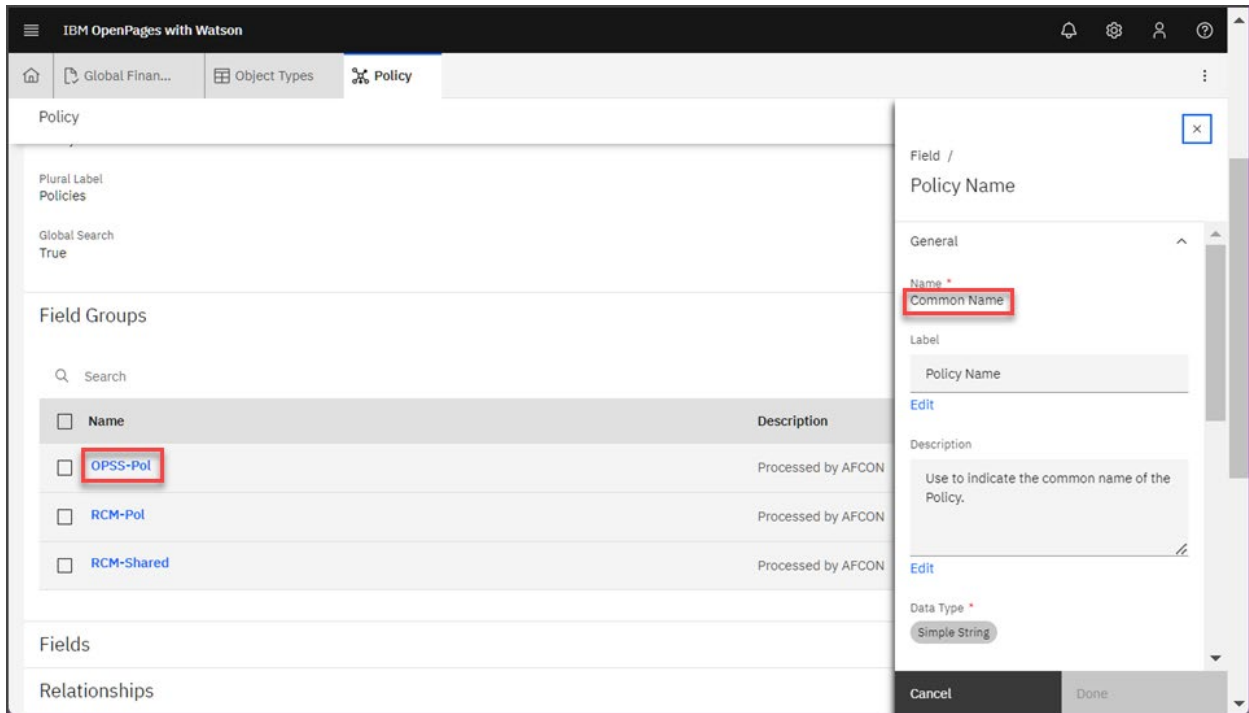 IBM OpenPages with Watson
Global Finan...
Object Types
Policy
Policy
Plural Label
Policies
Global Search
True
Field Groups
Search
Name Description
OPSS-Pol Processed by AFCON
RCM-Pol Processed by AFCON
RCM-Shared Processed by AFCON
Fields
Relationships
Field /
Policy Name
General
Name *
Common Name
Label
Policy Name
Edit
Description
Use to indicate the common name of the
Policy.
Edit
Data Type *
Simple String
Cancel Done